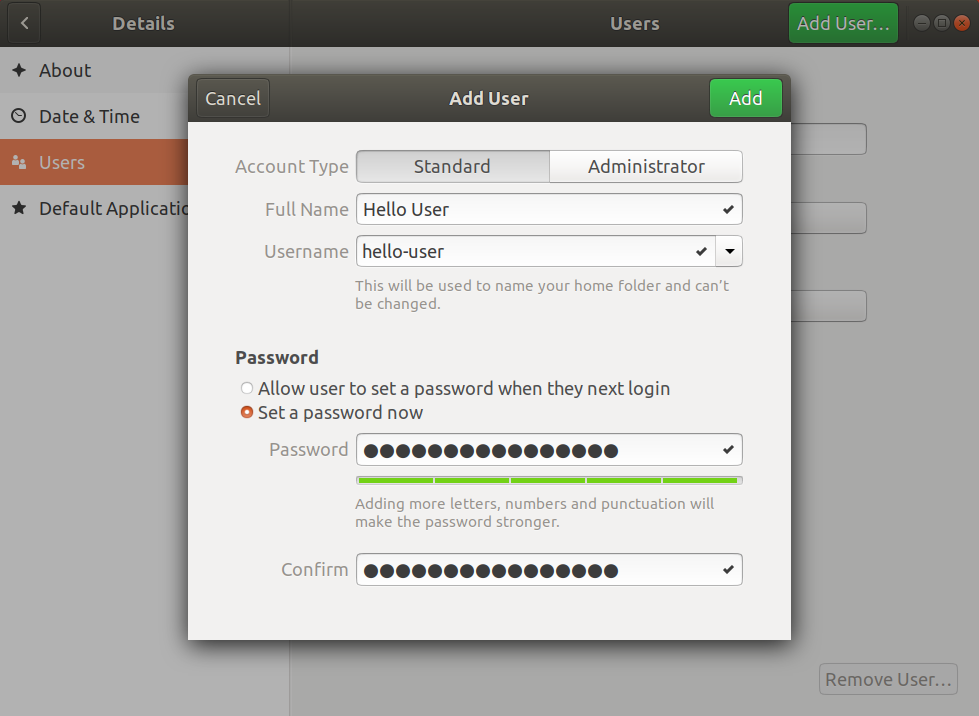 Details
Users
Add User...
About
Date & Time
Users
Default Applicatio
Cancel
Add User
Add
Account Type
Standard
Administrator
Full Name
Hello User
Username
hello-user
This will be used to name your home folder and can't
be changed.
Password
Allow user to set a password when they next login
Set a password now
Password
Adding more letters, numbers and punctuation will
make the password stronger.
Confirm
Remove User...